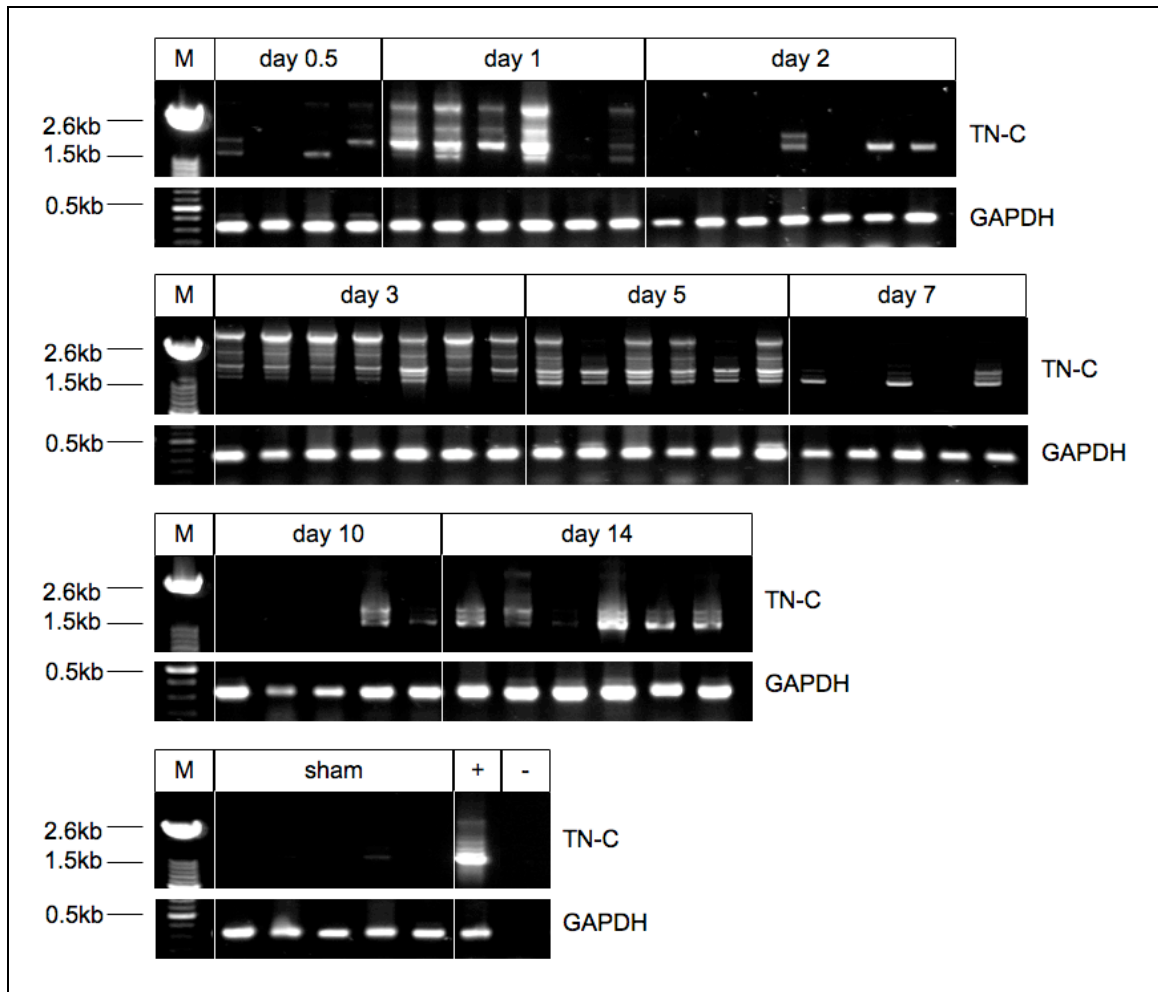 M day 0.5 day 1 day 2
2.6kb
1.5kb
TN-C
0.5kb
GAPDH
M day 3 day 5 day 7
2.6kb
1.5kb
TN-C
0.5kb
GAPDH
M day 10 day 14
2.6kb
1.5kb
TN-C
0.5kb
GAPDH
M sham + -
2.6kb
1.5kb
TN-C
0.5kb
GAPDH